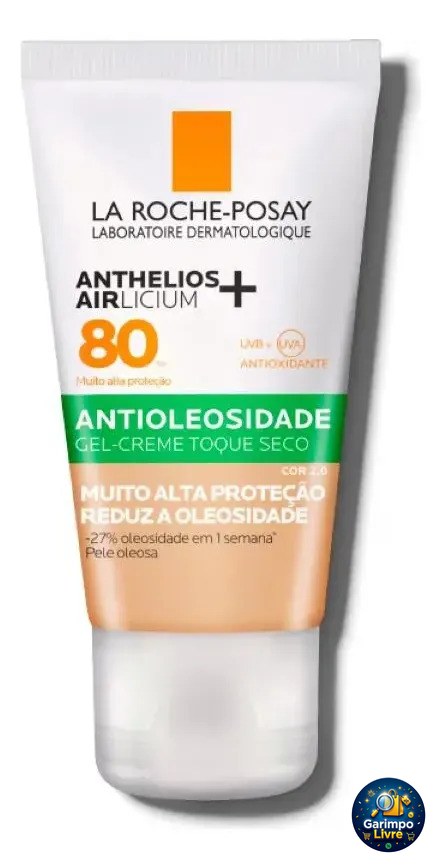 LA ROCHE-POSAY
LABORATOIRE DERMATOLOGIQUE
ANTHELIOS
AIRLICIUM +
80
UVB + UVA
ANTIOXIDANTE
Muito alta proteção
ANTIOLEOSIDADE
GEL-CREME TOQUE SECO
COR 2.0
MUITO ALTA PROTEÇÃO
REDUZ A OLEOSIDADE
-27% oleosidade em 1 semana*
Pele oleosa
Garimpo
Livre